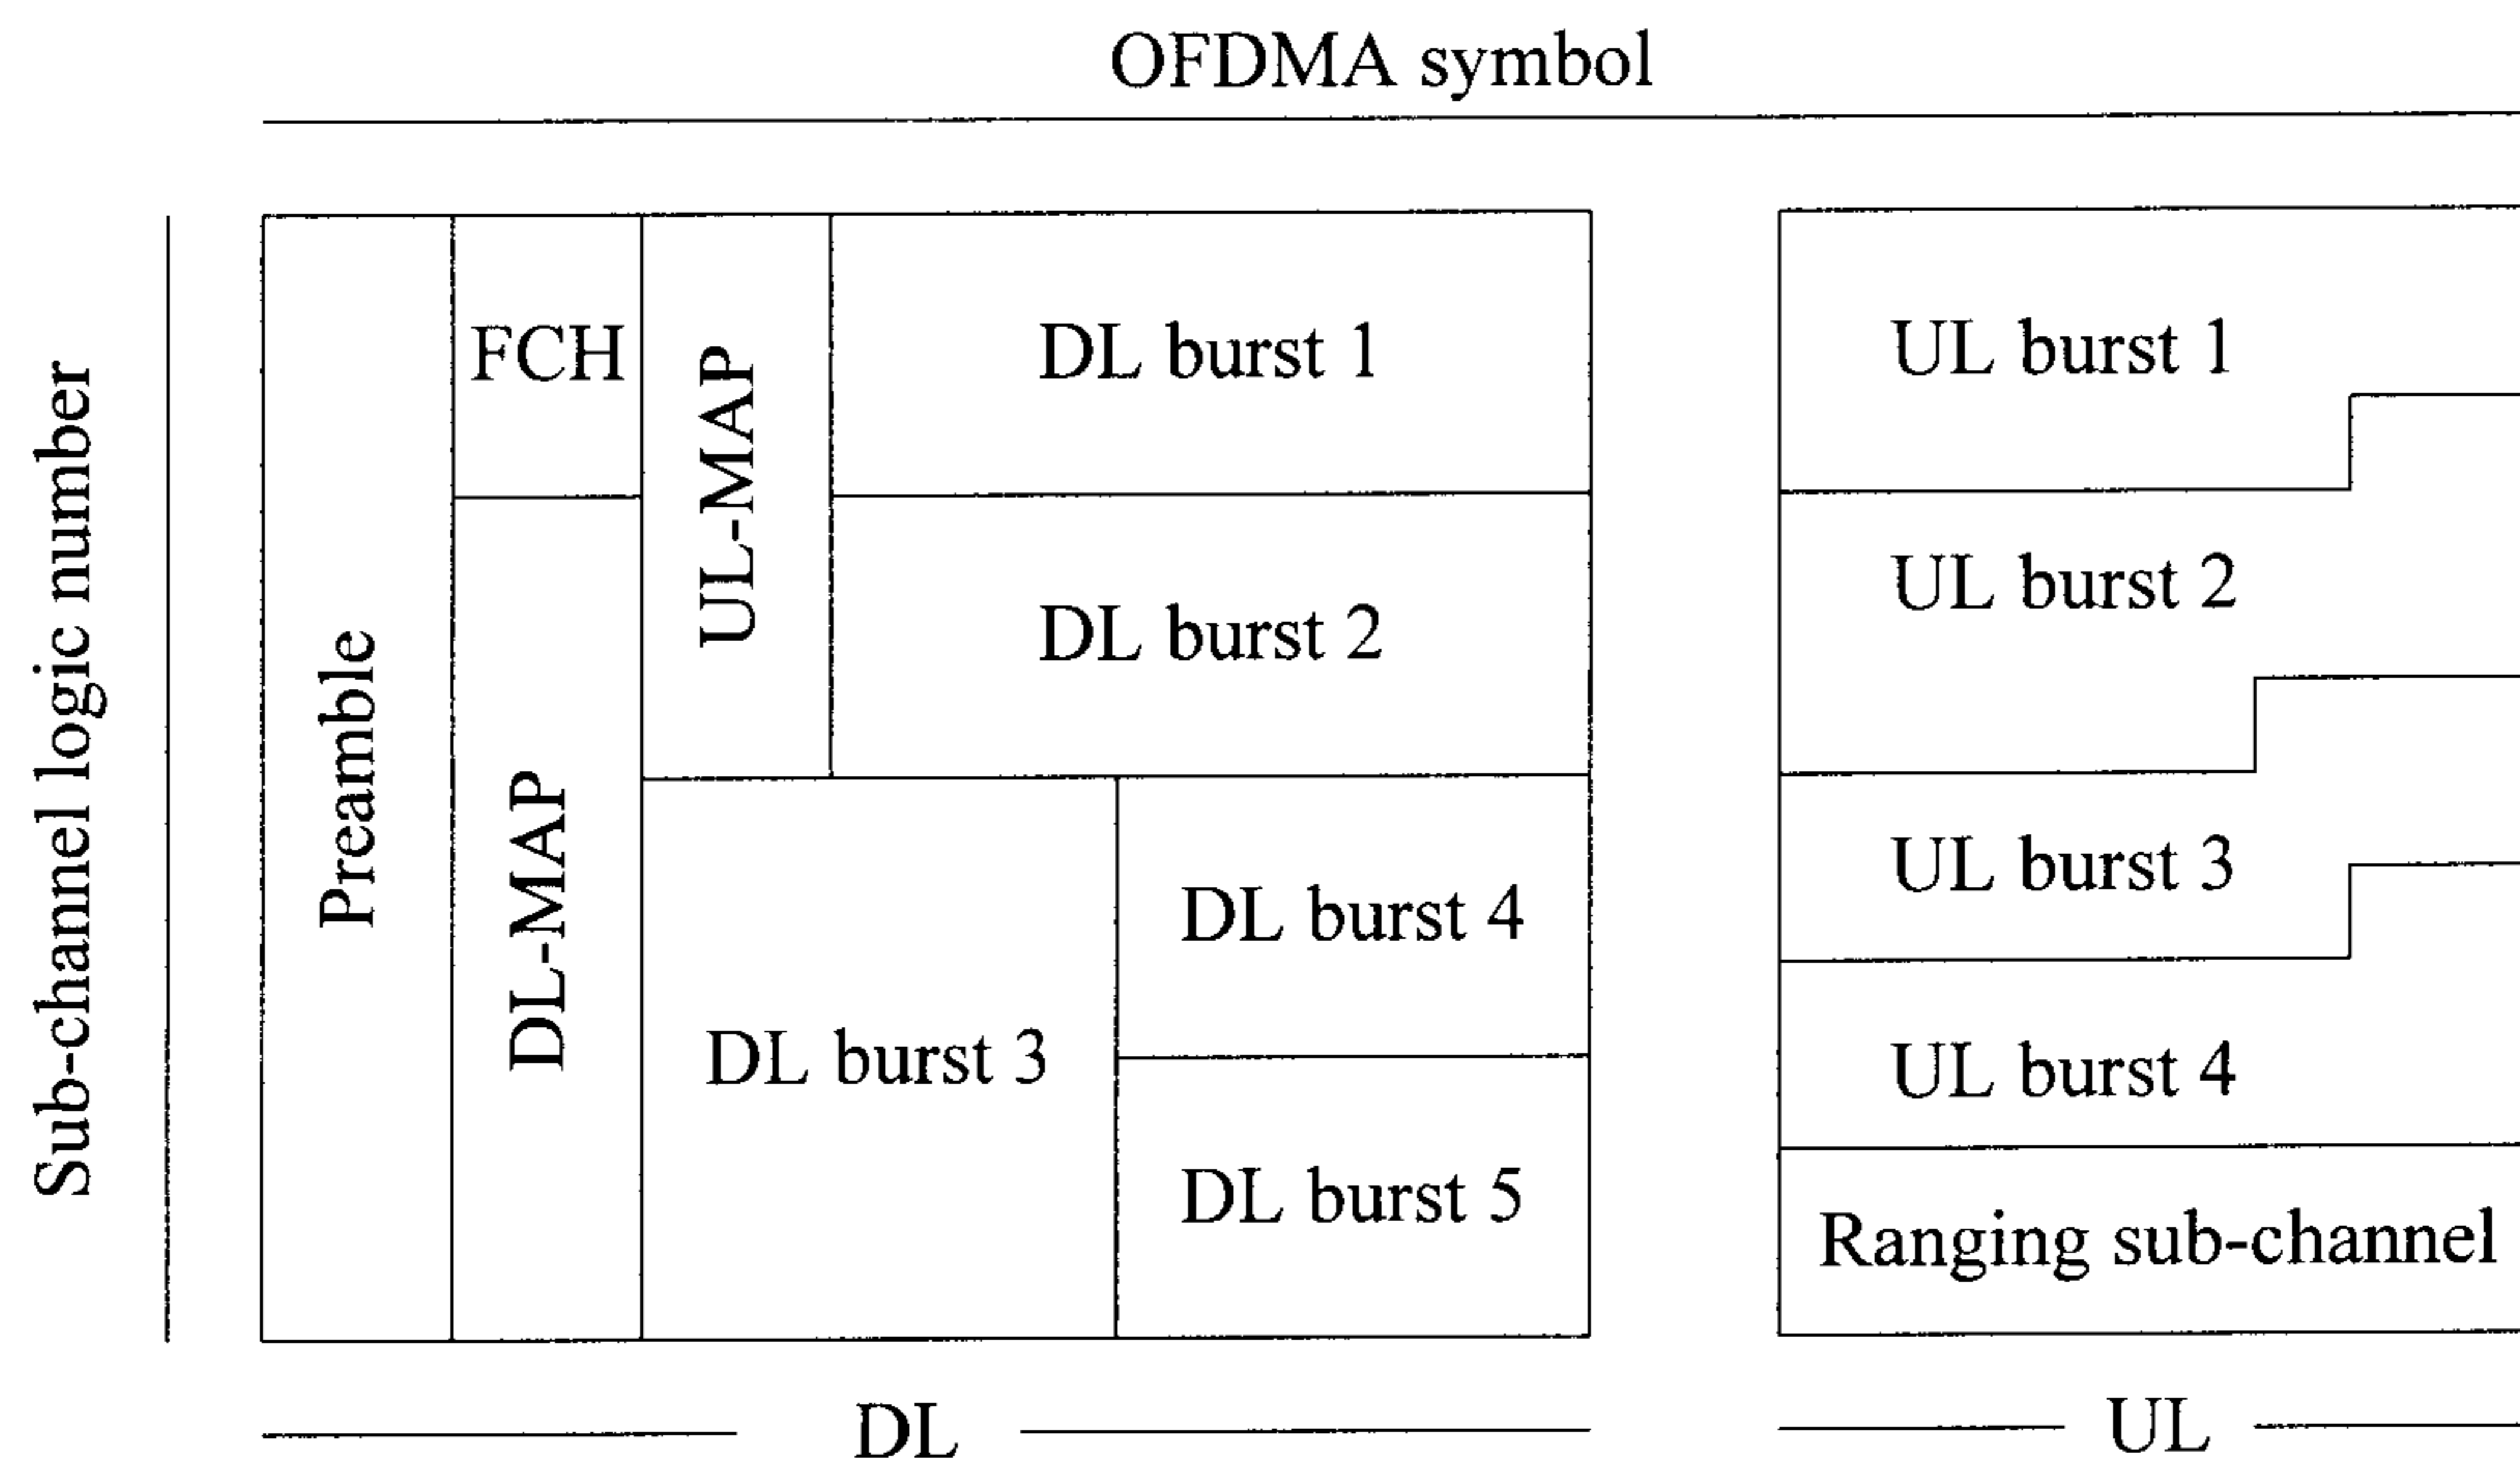 OFDMA symbol
Sub-channel logic number
Preamble
FCH
DL-MAP
UL-MAP
DL burst 1
DL burst 2
DL burst 3
DL burst 4
DL burst 5
UL burst 1
UL burst 2
UL burst 3
UL burst 4
Ranging sub-channel
DL
UL